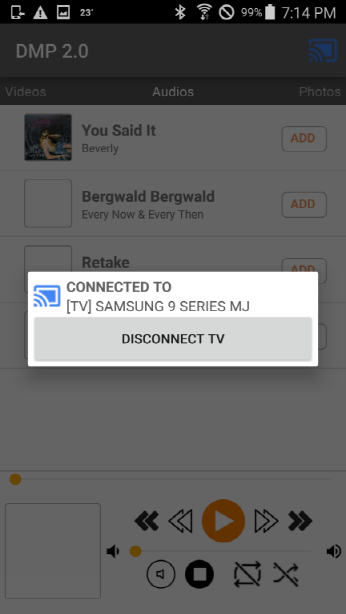 23°
99%
7:14 PM
DMP 2.0
Videos
Audios
Photos
You Said It
Beverly
ADD
Bergwald Bergwald
Every Now & Every Then
ADD
Retake
ADD
CONNECTED TO
[TV] SAMSUNG 9 SERIES MJ
DISCONNECT TV